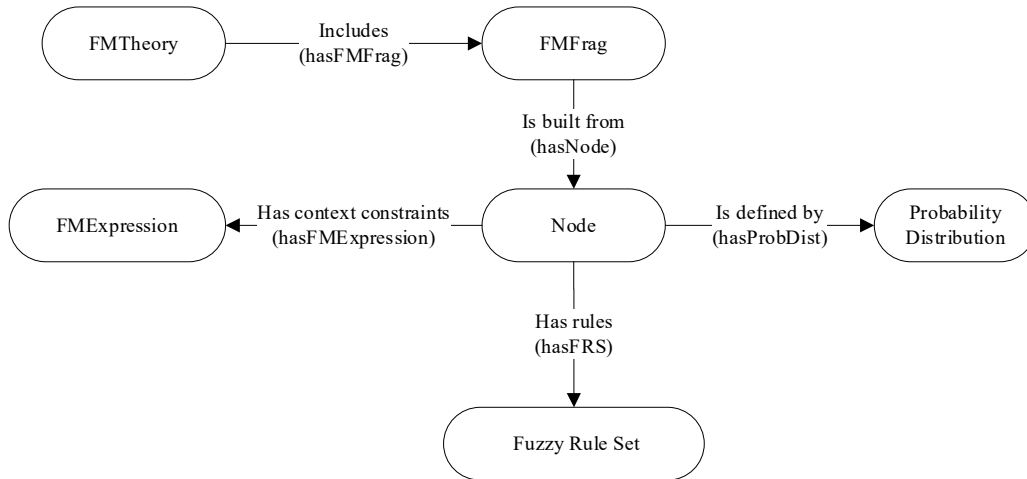 FMTheory
Includes
(hasFMFrag)
FMFrag
Is built from
(hasNode)
FMExpression
Has context constraints
(hasFMExpression)
Node
Is defined by
(hasProbDist)
Probability
Distribution
Has rules
(hasFRS)
Fuzzy Rule Set